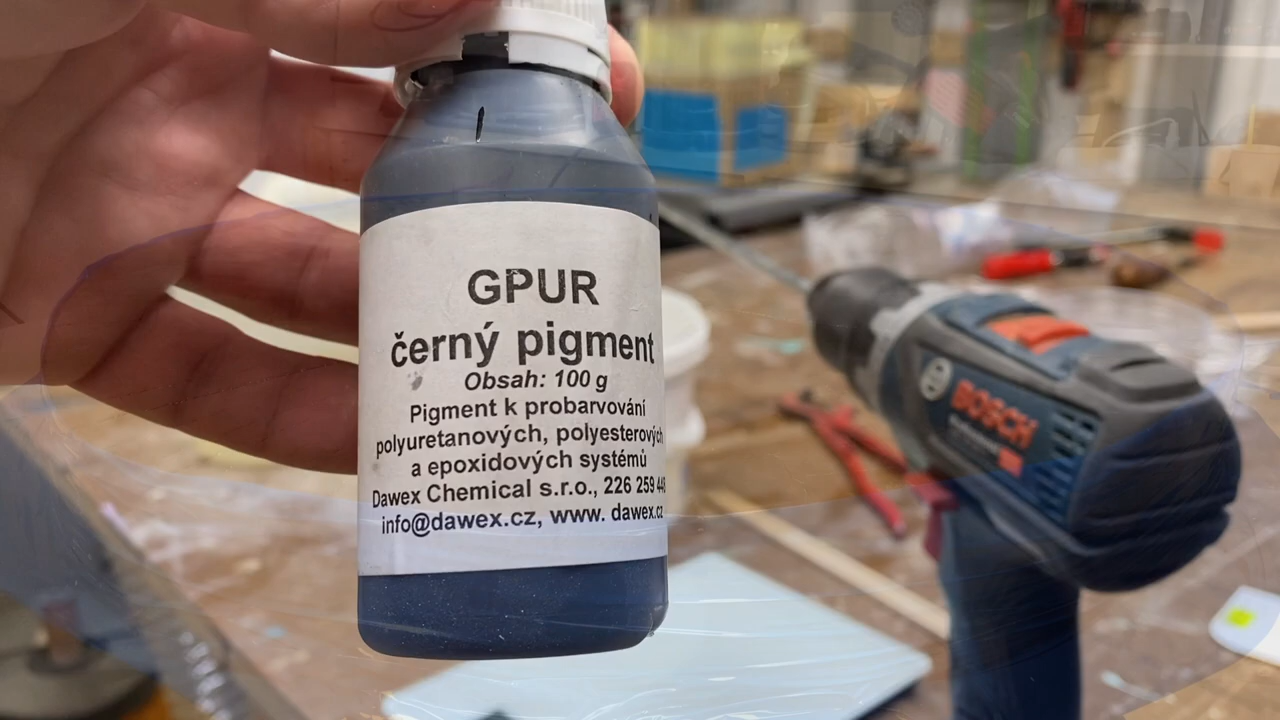 GPUR
černý pigment
Obsah: 100 g
Pigment k probarvování
polyuretanových, polyesterových
a epoxidových systémů
Dawex Chemical s.r.o., 226 259 448
info@dawex.cz, www. dawex.cz
BOSCH